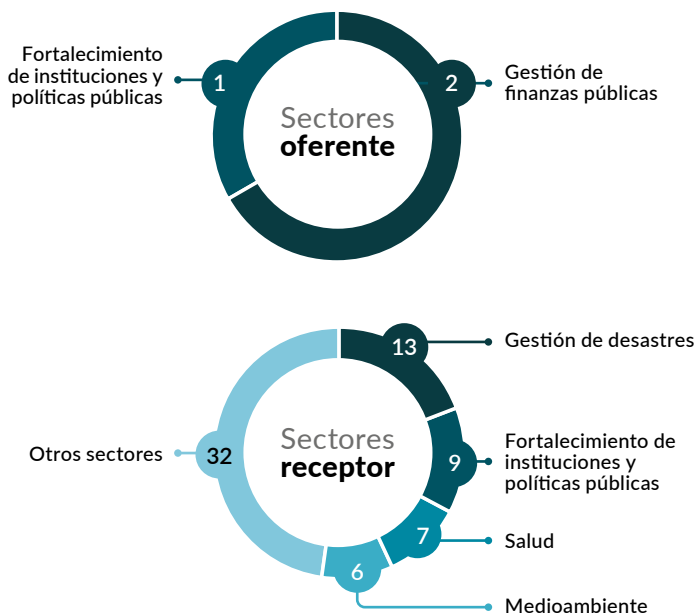 Fortalecimiento
de instituciones y
políticas públicas
1
2
Gestión de
finanzas públicas
Sectores
oferente
13
Gestión de desastres
Sectores
receptor
Otros sectores
32
9
Fortalecimiento de
instituciones y
políticas públicas
7
Salud
6
Medioambiente